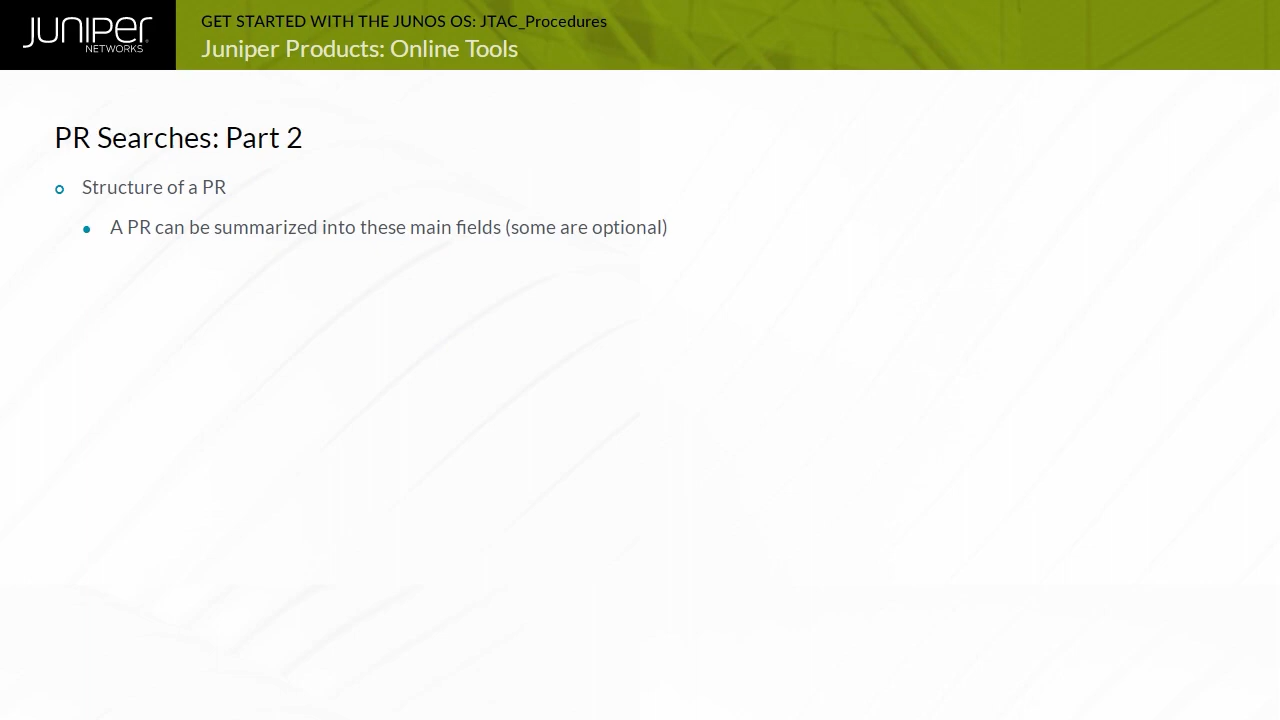 JUNIPER
NETWORKS
GET STARTED WITH THE JUNOS OS: JTAC_Procedures
Juniper Products: Online Tools
PR Searches: Part 2
Structure of a PR
A PR can be summarized into these main fields (some are optional)